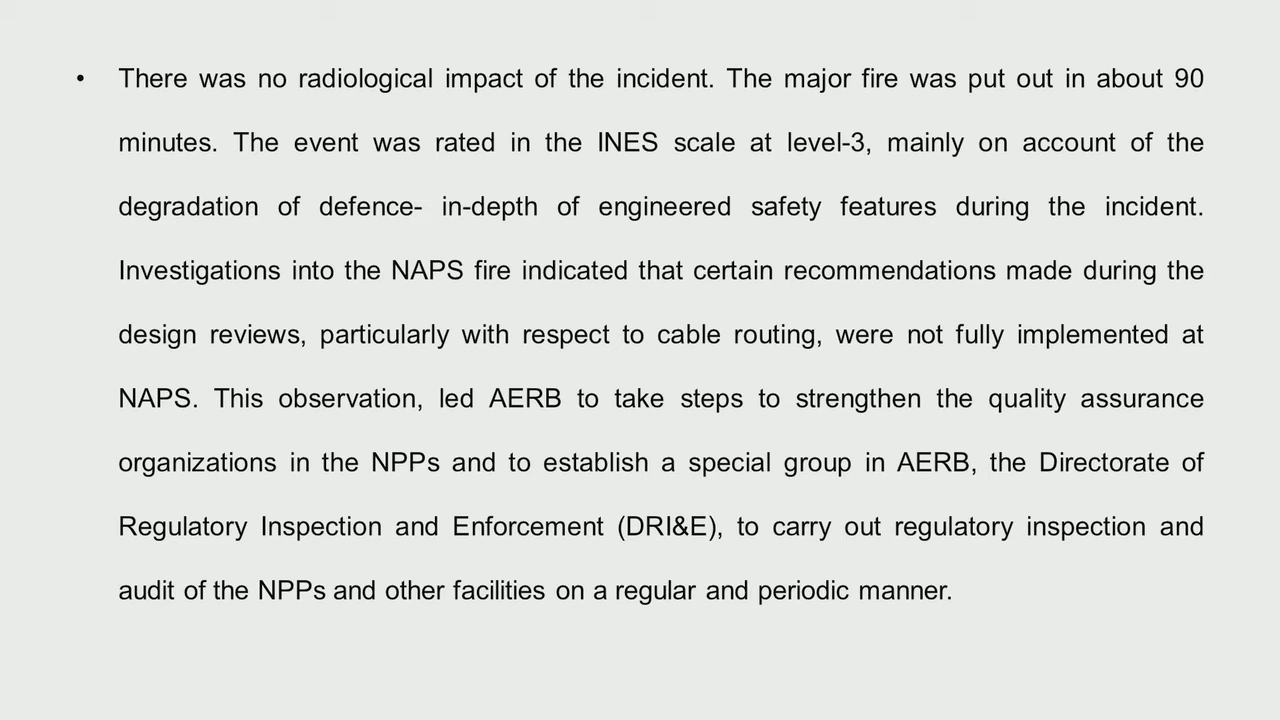 • There was no radiological impact of the incident. The major fire was put out in about 90
minutes. The event was rated in the INES scale at level-3, mainly on account of the
degradation of defence- in-depth of engineered safety features during the incident.
Investigations into the NAPS fire indicated that certain recommendations made during the
design reviews, particularly with respect to cable routing, were not fully implemented at
NAPS. This observation, led AERB to take steps to strengthen the quality assurance
organizations in the NPPs and to establish a special group in AERB, the Directorate of
Regulatory Inspection and Enforcement (DRI&E), to carry out regulatory inspection and
audit of the NPPs and other facilities on a regular and periodic manner.